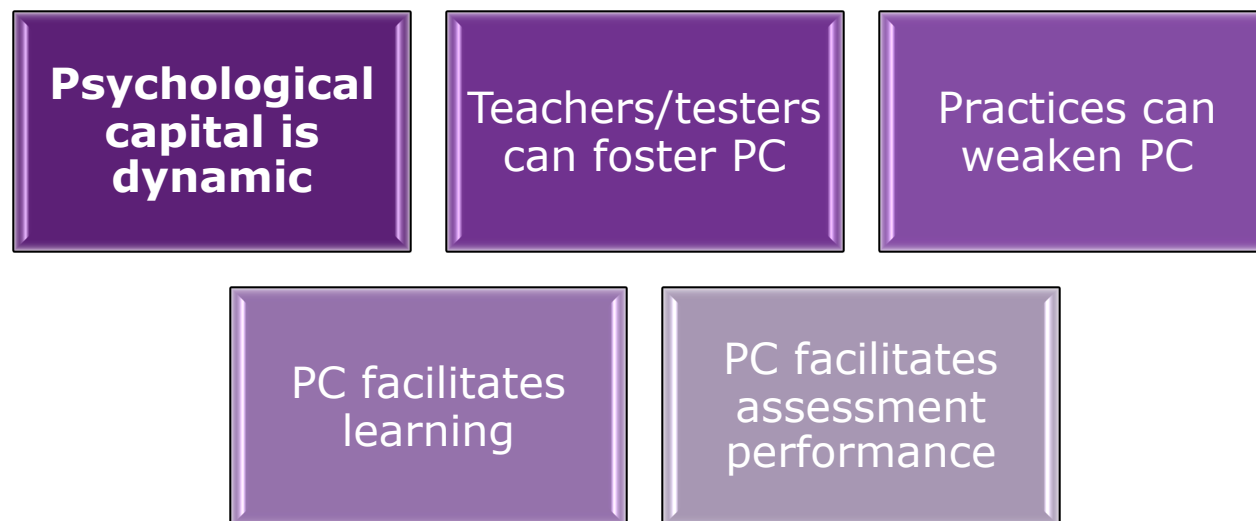 Psychological
capital is
dynamic
Teachers/testers
can foster PC
Practices can
weaken PC
PC facilitates
learning
PC facilitates
assessment
performance